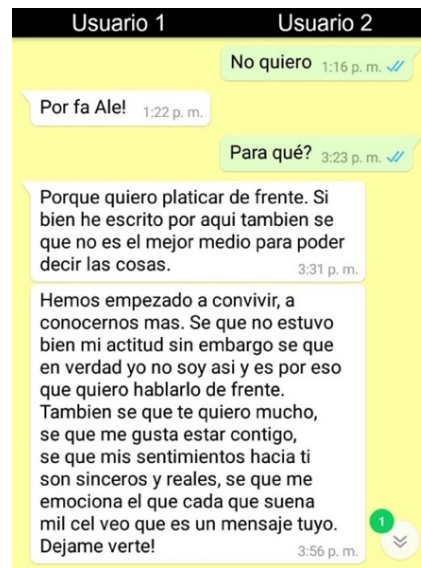 Usuario 1 Usuario 2
No quiero 1:16 p. m.
Por fa Ale! 1:22 p. m.
Para qué? 3:23 p. m.
Porque quiero platicar de frente. Si
bien he escrito por aqui tambien se
que no es el mejor medio para poder
decir las cosas. 3:31 p. m.
Hemos empezado a convivir, a
conocernos mas. Se que no estuvo
bien mi actitud sin embargo se que
en verdad yo no soy asi y es por eso
que quiero hablarlo de frente.
Tambien se que te quiero mucho,
se que me gusta estar contigo,
se que mis sentimientos hacia ti
son sinceros y reales, se que me
emociona el que cada que suena
mil cel veo que es un mensaje tuyo.
Dejame verte! 3:56 p. m.
1